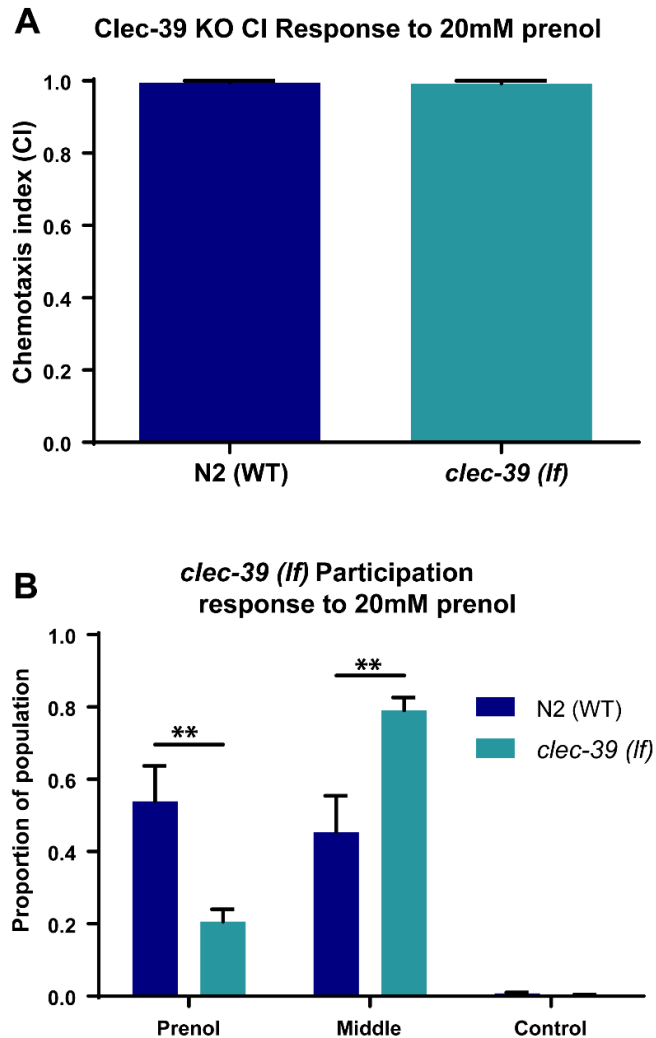 A
Clec-39 KO CI Response to 20mM prenol
Chemotaxis index (CI)
1.0
0.8
0.6
0.4
0.2
0.0
N2 (WT)
clec-39 (lf)
B
clec-39 (lf) Participation
response to 20mM prenol
Proportion of population
1.0
0.8
0.6
0.4
0.2
0.0
**
**
N2 (WT)
clec-39 (lf)
Prenol
Middle
Control